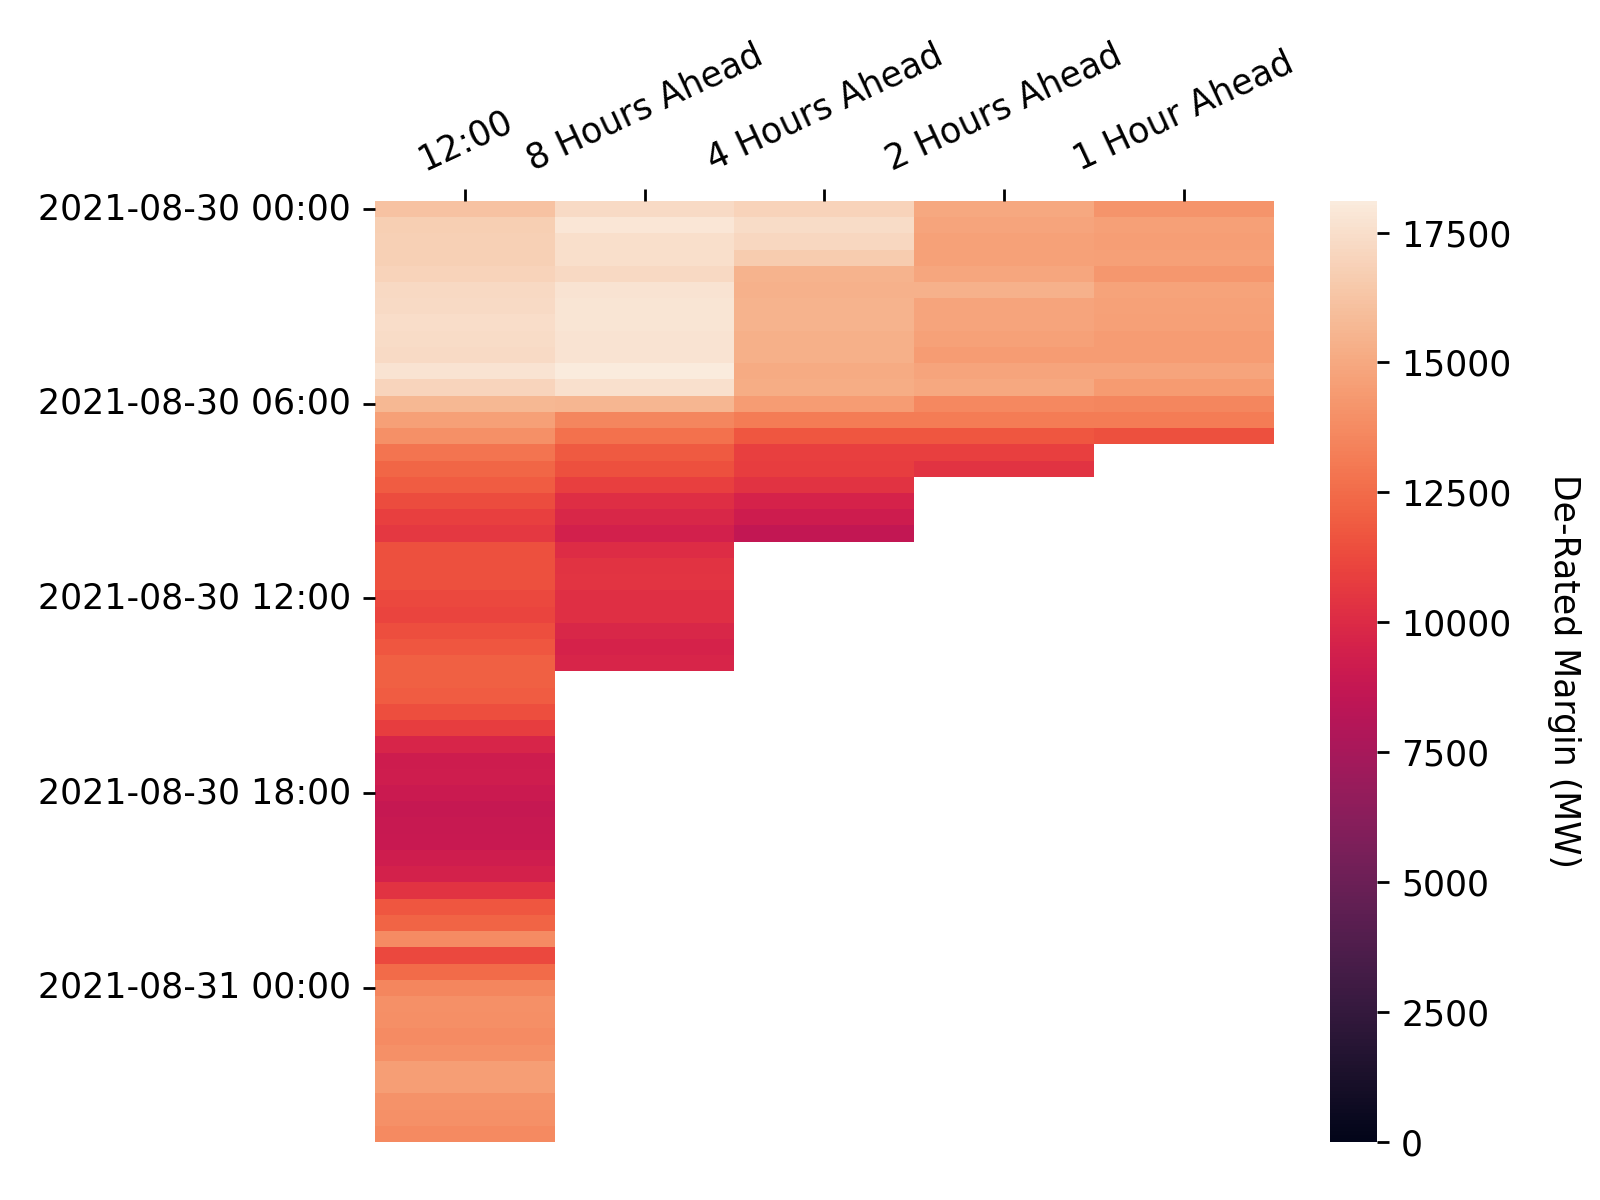 12:00
8 Hours Ahead
4 Hours Ahead
2 Hours Ahead
1 Hour Ahead
2021-08-30 00:00
2021-08-30 06:00
2021-08-30 12:00
2021-08-30 18:00
2021-08-31 00:00
17500
15000
12500
10000
7500
5000
2500
0
De-Rated Margin (MW)